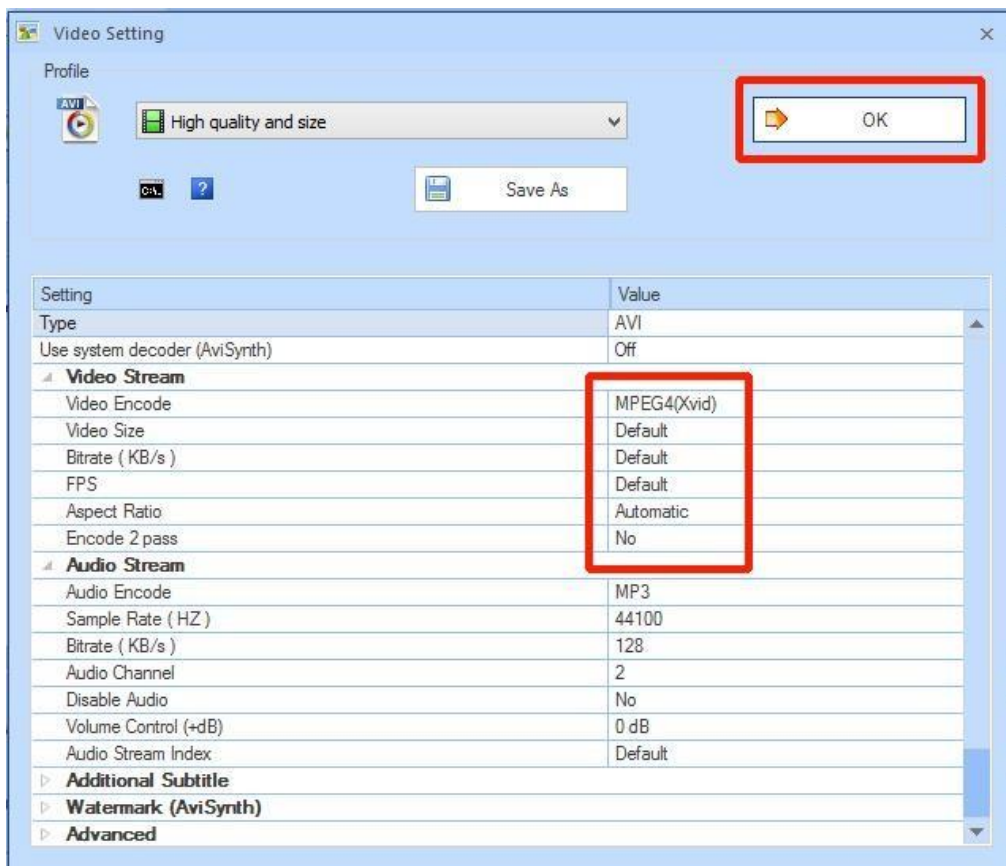 Video Setting
Profile
AVI
High quality and size
OK
C:\.
?
Save As
Setting Value
Type AVI
Use system decoder (AviSynth) Off
Video Stream
Video Encode MPEG4(Xvid)
Video Size Default
Bitrate ( KB/s ) Default
FPS Default
Aspect Ratio Automatic
Encode 2 pass No
Audio Stream
Audio Encode MP3
Sample Rate ( HZ ) 44100
Bitrate ( KB/s ) 128
Audio Channel 2
Disable Audio No
Volume Control (+dB) 0 dB
Audio Stream Index Default
Additional Subtitle
Watermark (AviSynth)
Advanced